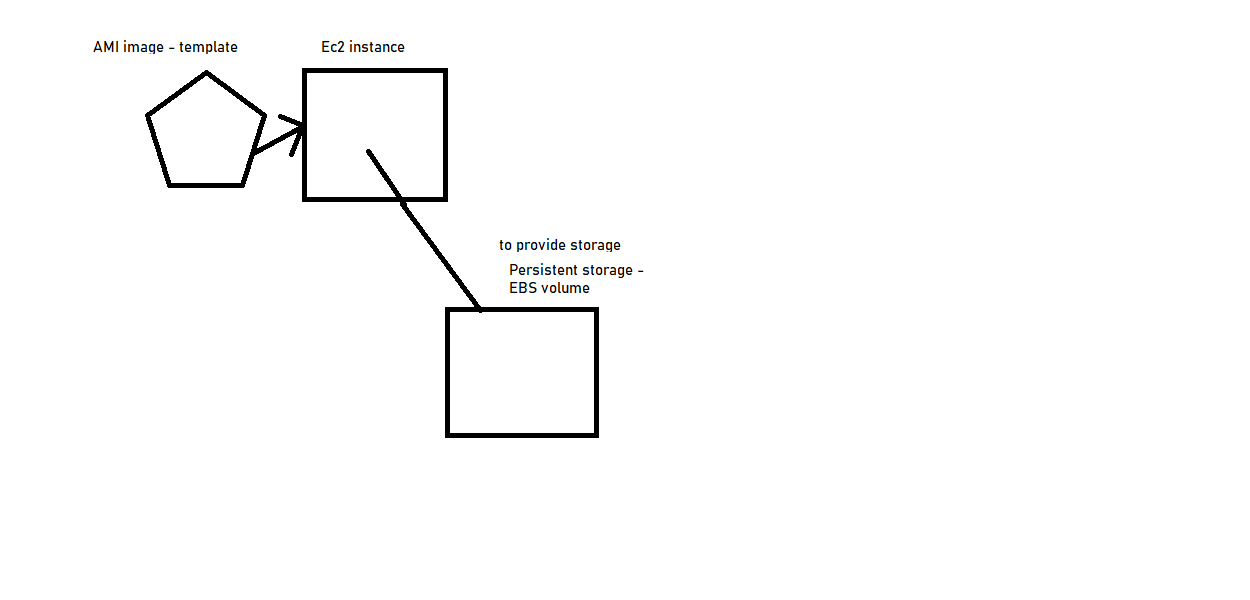 AMI image - template
Ec2 instance
to provide storage
Persistent storage -
EBS volume